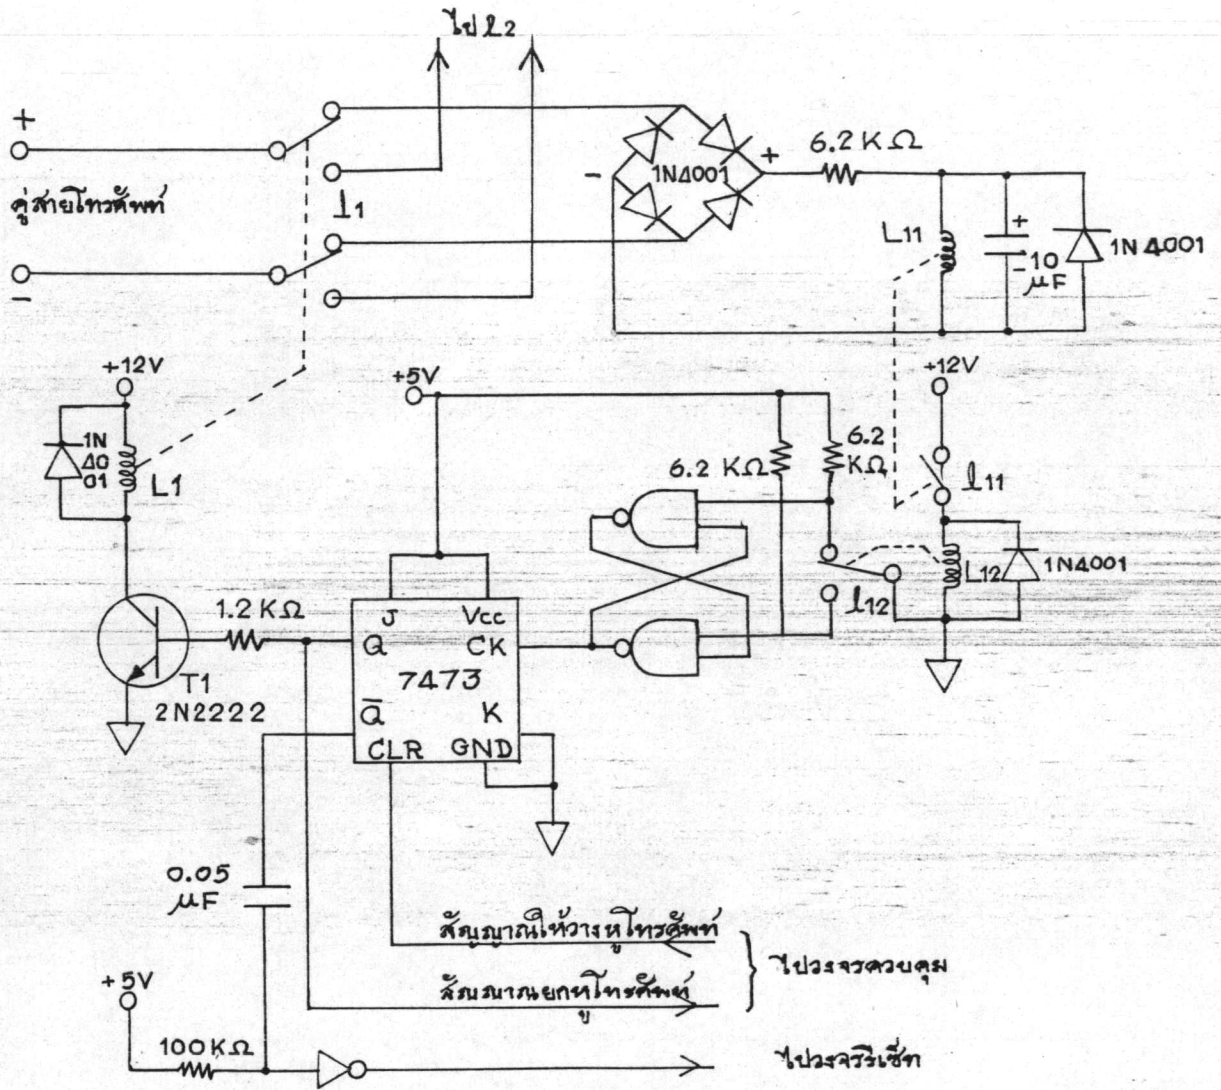 ไป l2
+
คู่สายโทรศัพท์
-
l1
-
1N4001
+
6.2 KΩ
L11
+
-
10
μF
1N4001
+12V
1N
40
01
L1
+5V
6.2 KΩ
6.2
KΩ
+12V
l11
L12
1N4001
l12
1.2 KΩ
T1
2N2222
J
Vcc
Q
CK
7473
Q̅
K
CLR
GND
0.05
μF
สัญญาณให้วางหูโทรศัพท์
สัญญาณยกหูโทรศัพท์
ไปวงจรควบคุม
+5V
100KΩ
ไปวงจรรีเซ็ท